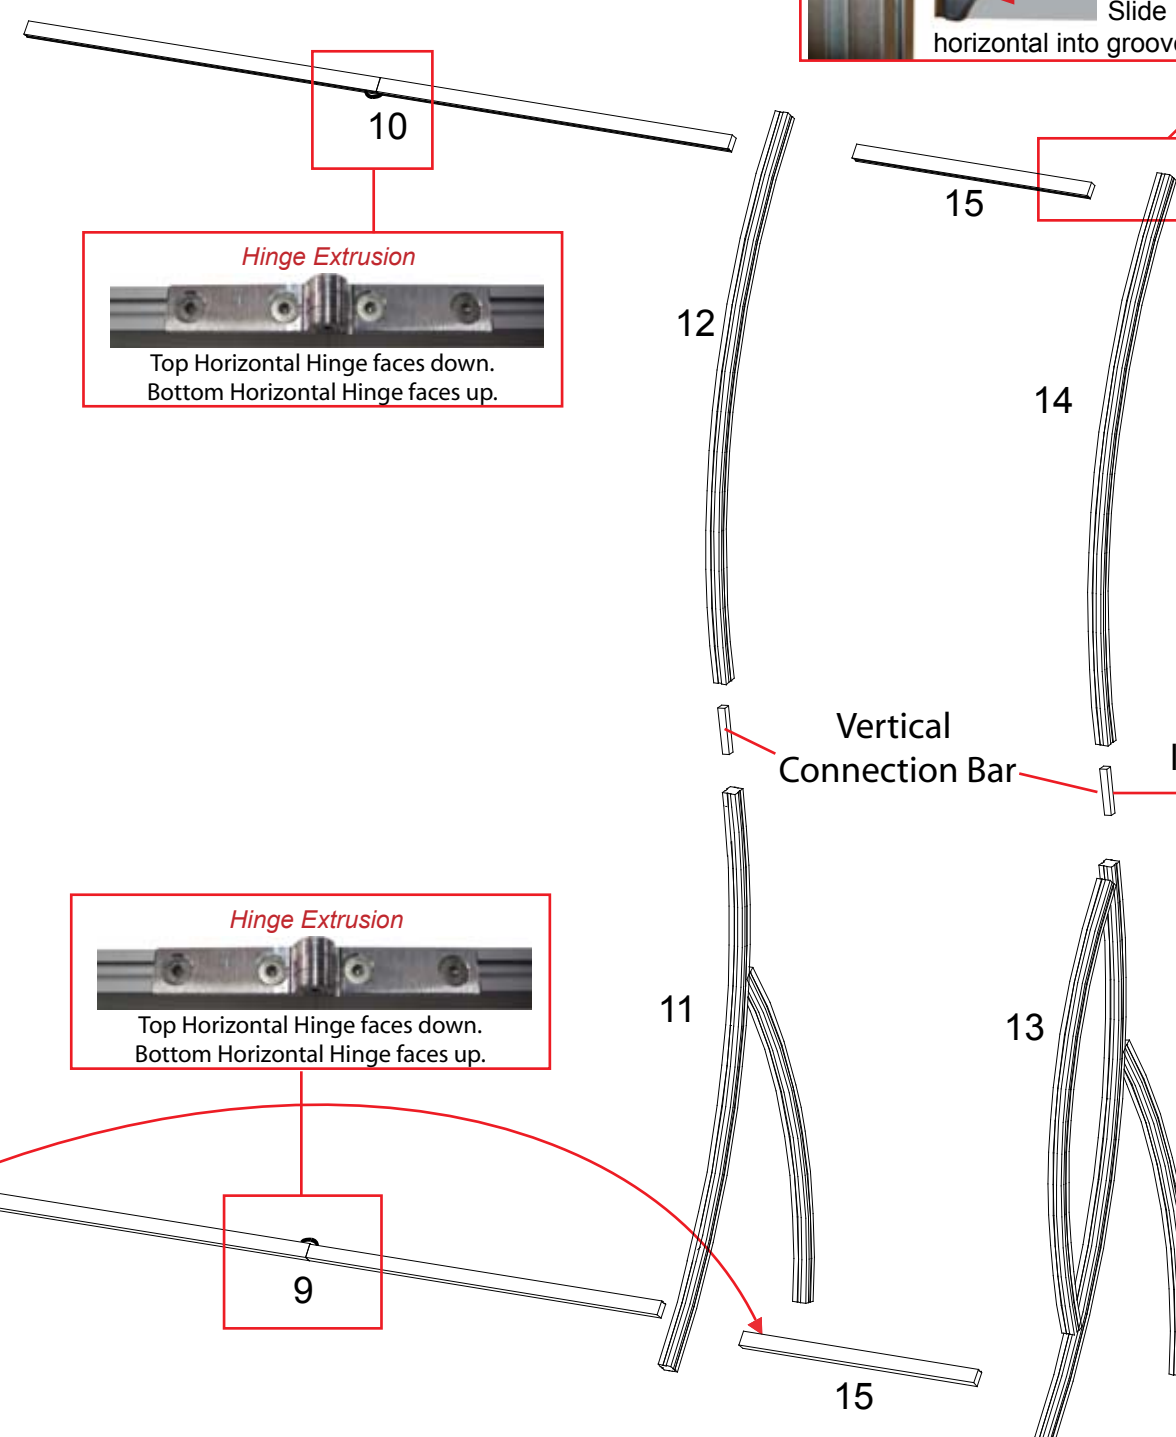 Slide
horizontal into groove
10
15
Hinge Extrusion
Top Horizontal Hinge faces down.
Bottom Horizontal Hinge faces up.
12
14
Vertical
Connection Bar
Hinge Extrusion
Top Horizontal Hinge faces down.
Bottom Horizontal Hinge faces up.
11
13
9
15